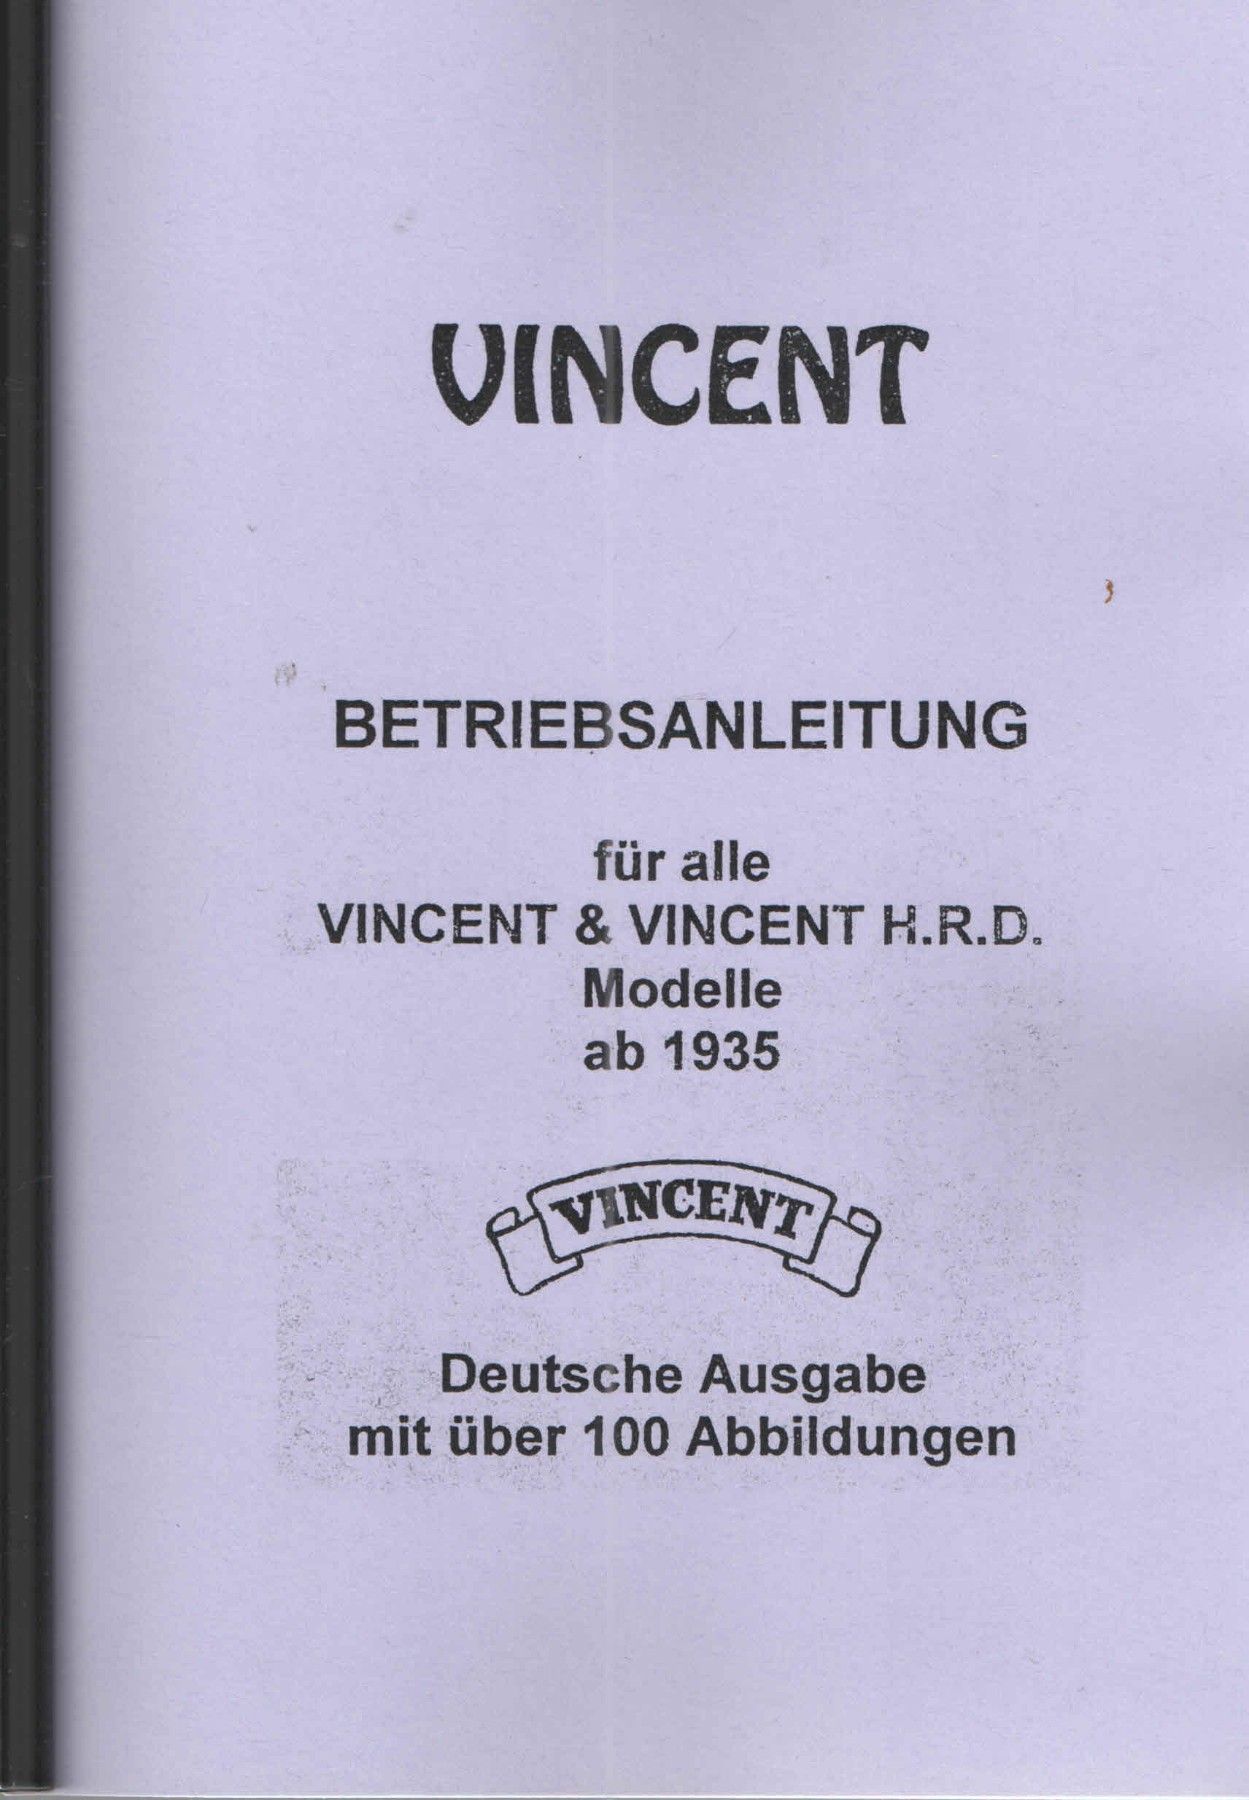 VINCENT
BETRIEBSANLEITUNG
für alle
VINCENT & VINCENT H.R.D.
Modelle
ab 1935
VINCENT
Deutsche Ausgabe
mit über 100 Abbildungen